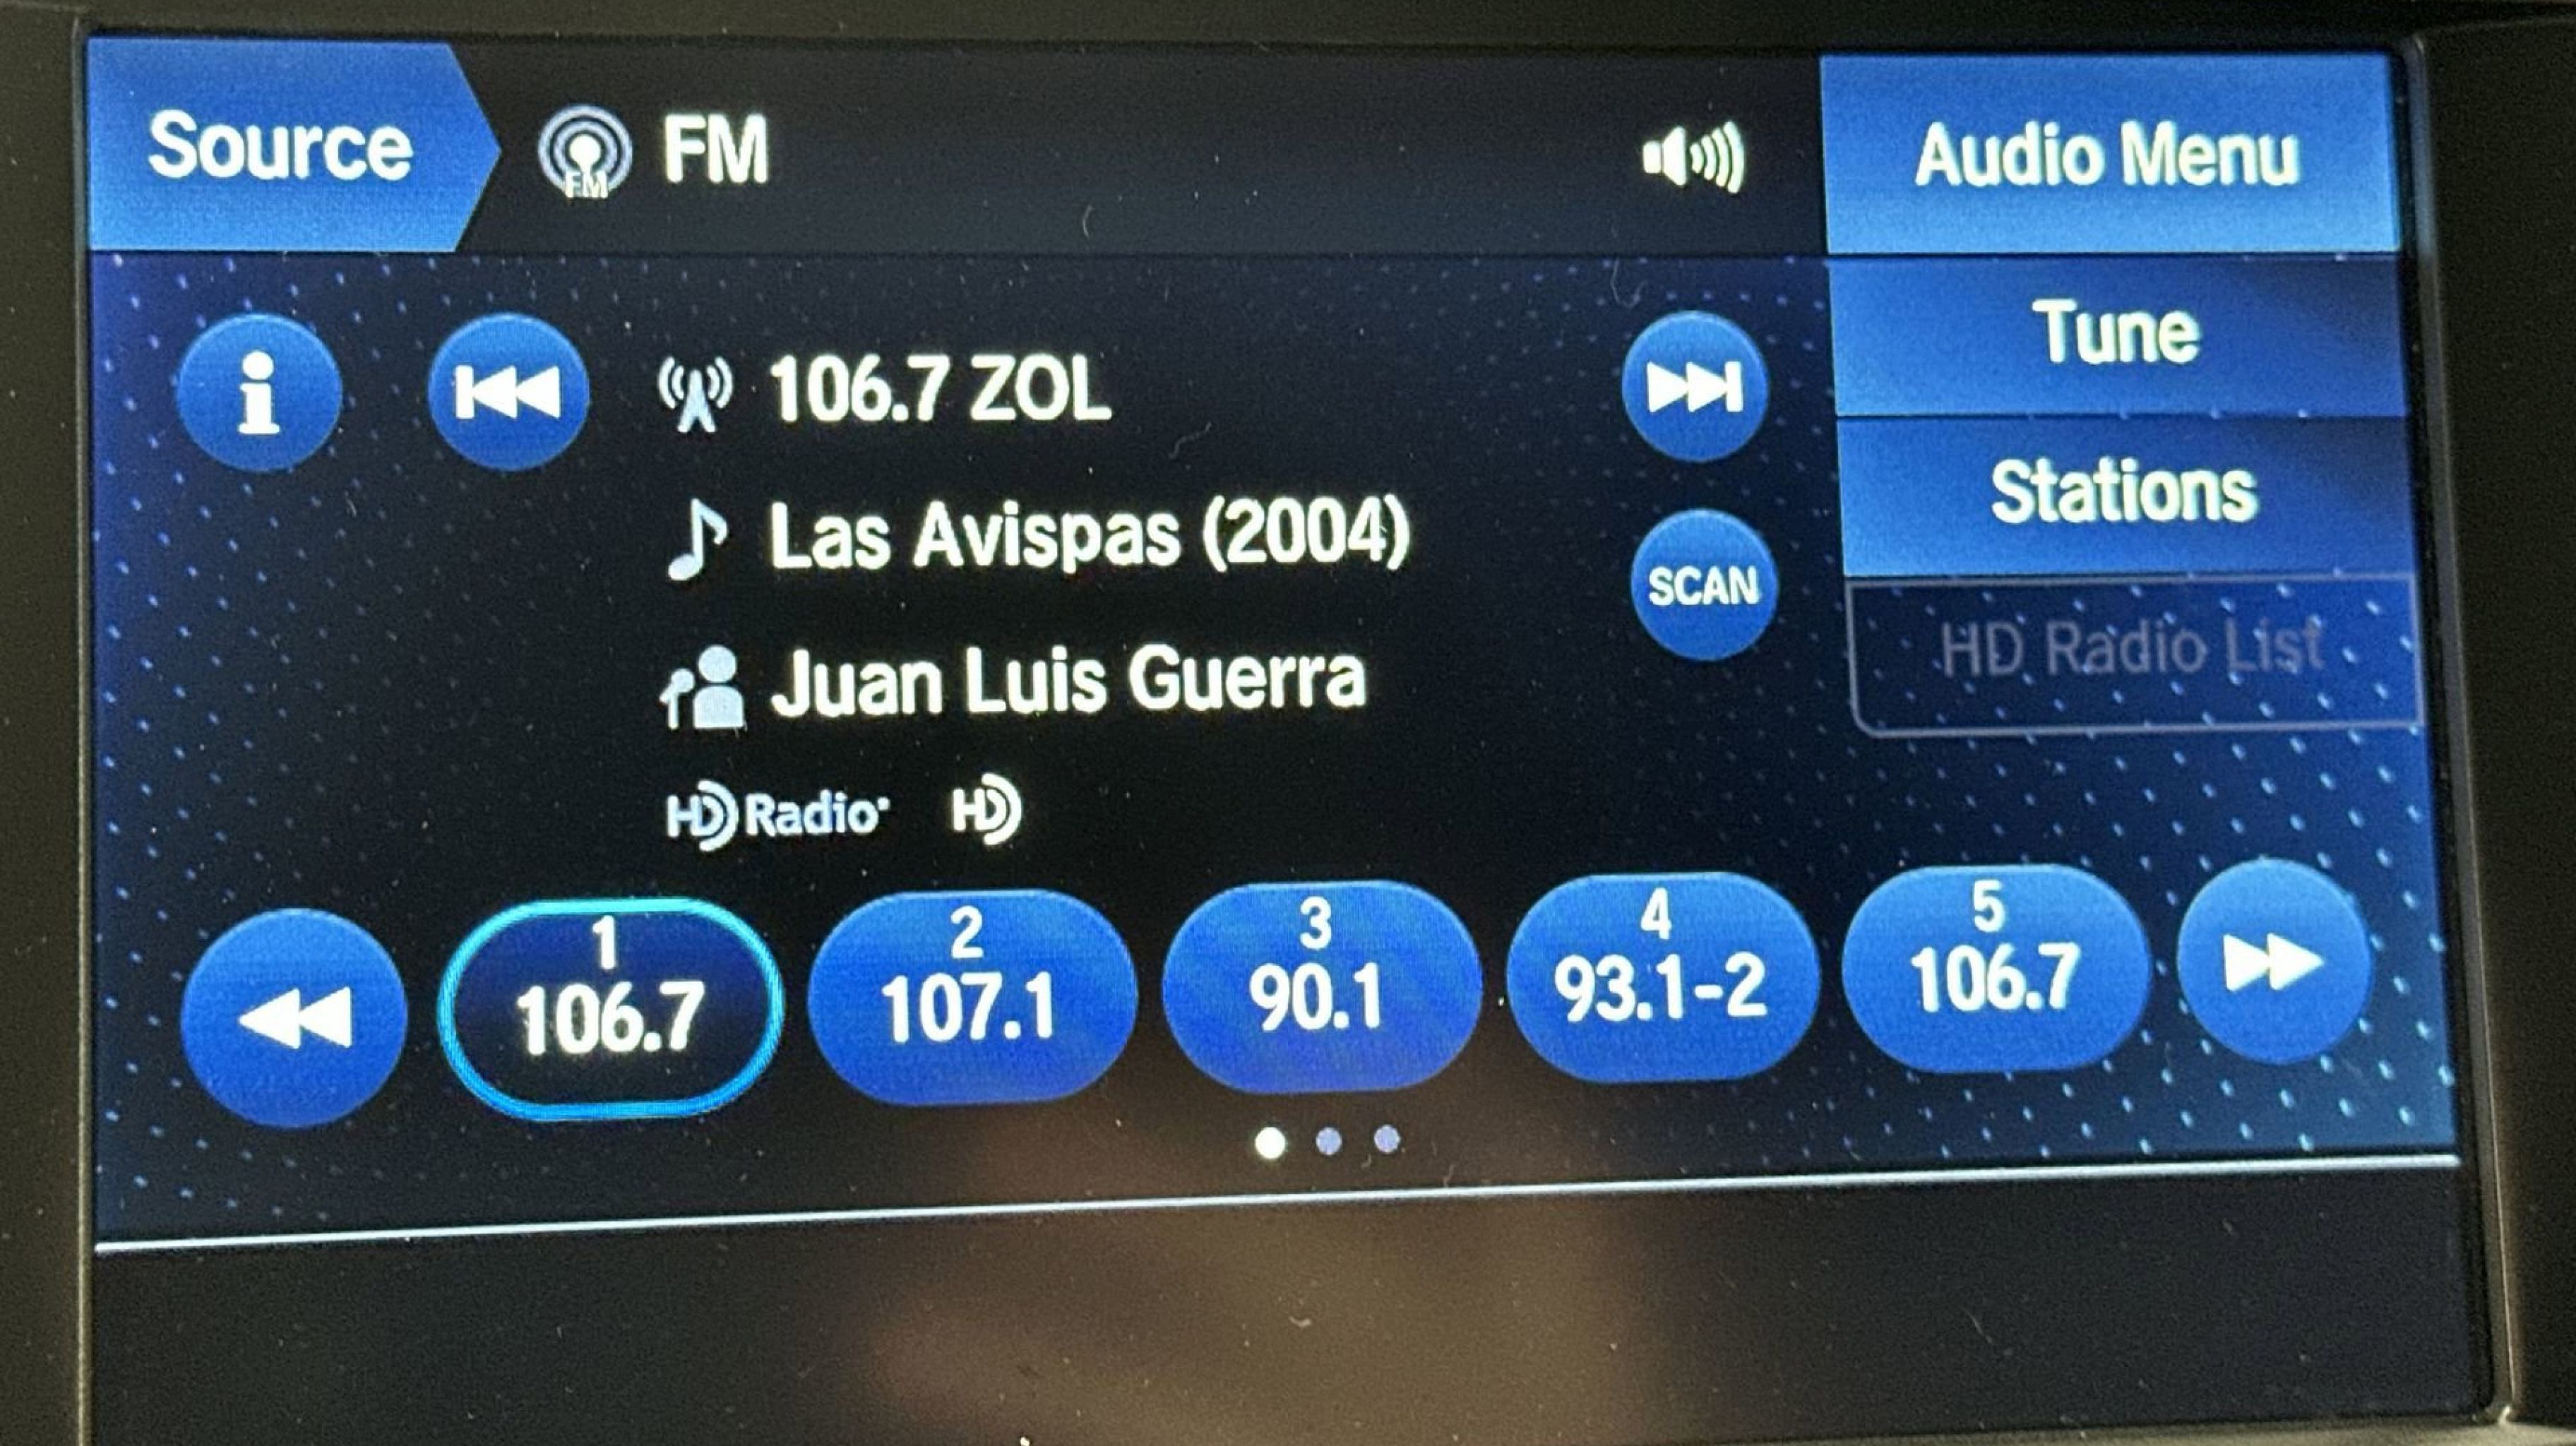 Source
FM
FM
Audio Menu
i
106.7 ZOL
Tune
Las Avispas (2004)
Stations
SCAN
Juan Luis Guerra
HD Radio List
HD Radio HD
1
106.7
2
107.1
3
90.1
4
93.1-2
5
106.7